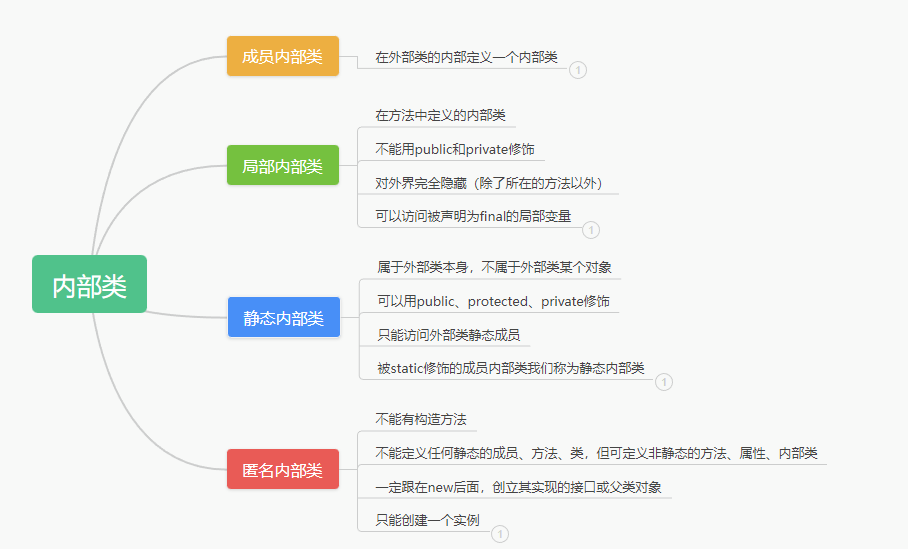 内部类
成员内部类
在外部类的内部定义一个内部类
1
局部内部类
在方法中定义的内部类
不能用public和private修饰
对外界完全隐藏（除了所在的方法以外）
可以访问被声明为final的局部变量
1
静态内部类
属于外部类本身，不属于外部类某个对象
可以用public、protected、private修饰
只能访问外部类静态成员
被static修饰的成员内部类我们称为静态内部类
1
匿名内部类
不能有构造方法
不能定义任何静态的成员、方法、类，但可定义非静态的方法、属性、内部类
一定跟在new后面，创立其实现的接口或父类对象
只能创建一个实例
1